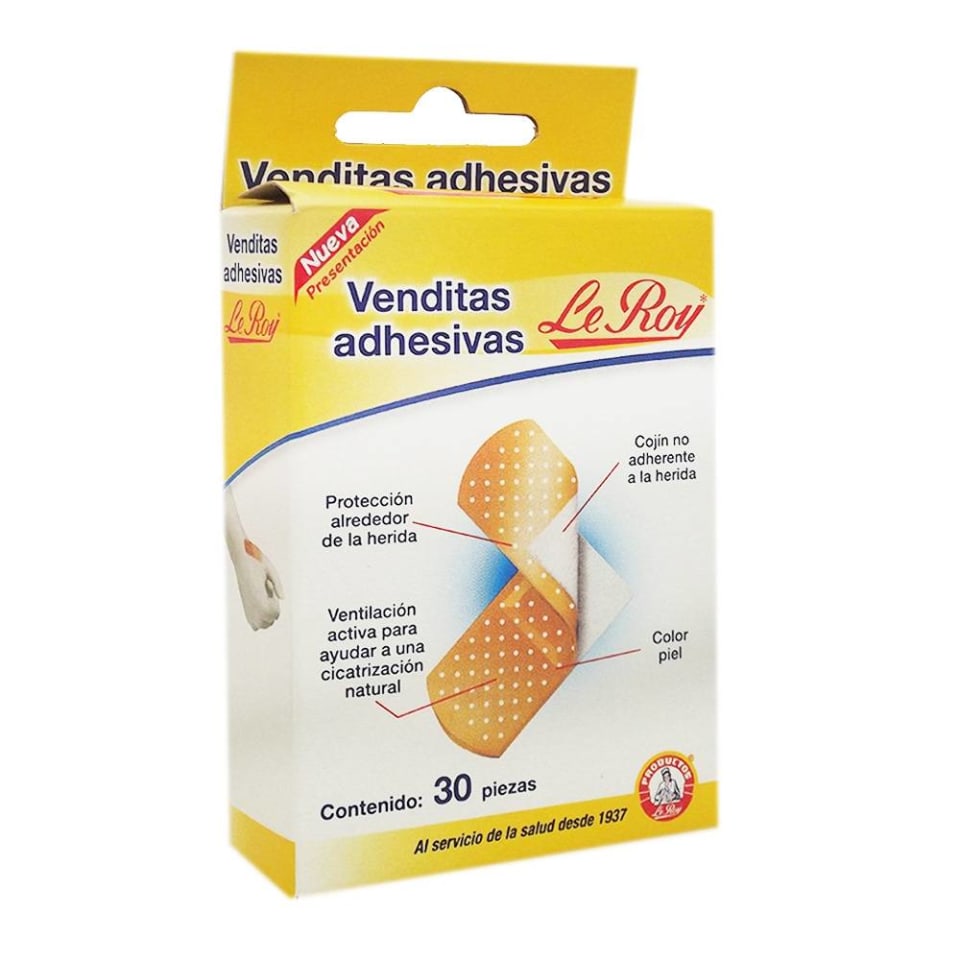 Venditas adhesivas
Venditas
adhesivas
Le Roy
Nueva
Presentación
Venditas
adhesivas
Le Roy
Cojín no
adherente
a la herida
Protección
alrededor
de la herida
Ventilación
activa para
ayudar a una
cicatrización
natural
Color
piel
Contenido: 30 piezas
PRODUCTOS
Le Roy
Al servicio de la salud desde 1937